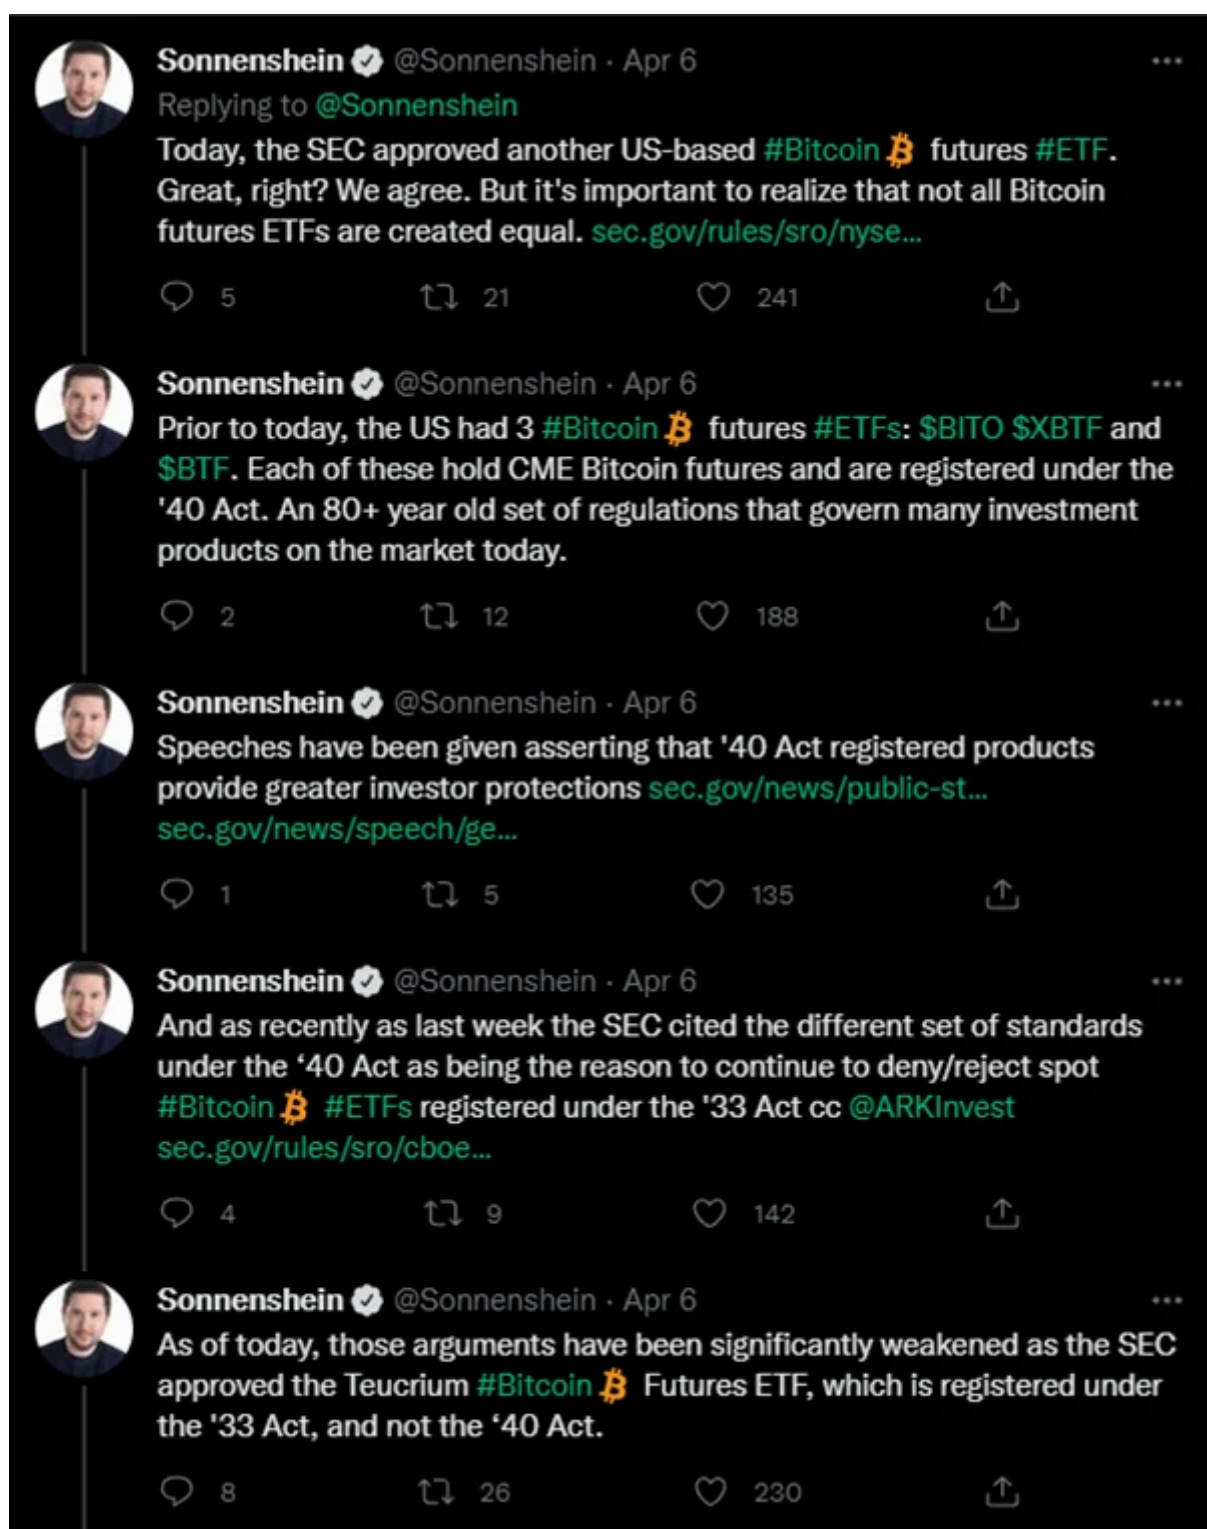 Sonnenshein @Sonnenshein · Apr 6
Replying to @Sonnenshein
Today, the SEC approved another US-based #Bitcoin futures #ETF.
Great, right? We agree. But it's important to realize that not all Bitcoin
futures ETFs are created equal. sec.gov/rules/sro/nyse...
5 21 241
Sonnenshein @Sonnenshein · Apr 6
Prior to today, the US had 3 #Bitcoin futures #ETFs: $BITO $XBTF and
$BTF. Each of these hold CME Bitcoin futures and are registered under the
'40 Act. An 80+ year old set of regulations that govern many investment
products on the market today.
2 12 188
Sonnenshein @Sonnenshein · Apr 6
Speeches have been given asserting that '40 Act registered products
provide greater investor protections sec.gov/news/public-st...
sec.gov/news/speech/ge...
1 5 135
Sonnenshein @Sonnenshein · Apr 6
And as recently as last week the SEC cited the different set of standards
under the ‘40 Act as being the reason to continue to deny/reject spot
#Bitcoin #ETFs registered under the '33 Act cc @ARKInvest
sec.gov/rules/sro/cboe...
4 9 142
Sonnenshein @Sonnenshein · Apr 6
As of today, those arguments have been significantly weakened as the SEC
approved the Teucrium #Bitcoin Futures ETF, which is registered under
the '33 Act, and not the ‘40 Act.
8 26 230